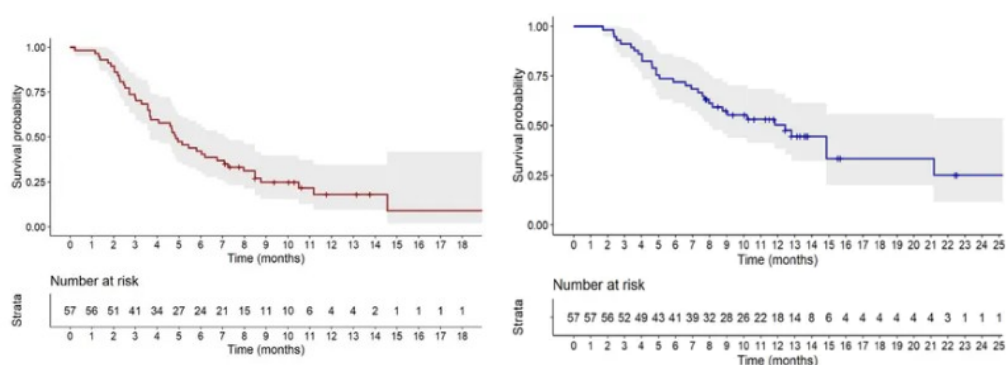 1.00
0.75
0.50
0.25
0.00
Survival probability
0 1 2 3 4 5 6 7 8 9 10 11 12 13 14 15 16 17 18
Time (months)
Number at risk
Strata
57 56 51 41 34 27 24 21 15 11 10 6 4 4 2 1 1 1 1
0 1 2 3 4 5 6 7 8 9 10 11 12 13 14 15 16 17 18
Time (months)
1.00
0.75
0.50
0.25
0.00
Survival probability
0 1 2 3 4 5 6 7 8 9 10 11 12 13 14 15 16 17 18 19 20 21 22 23 24 25
Time (months)
Number at risk
Strata
57 57 56 52 49 43 41 39 32 28 26 22 18 14 8 6 4 4 4 4 4 4 3 1 1 1
0 1 2 3 4 5 6 7 8 9 10 11 12 13 14 15 16 17 18 19 20 21 22 23 24 25
Time (months)